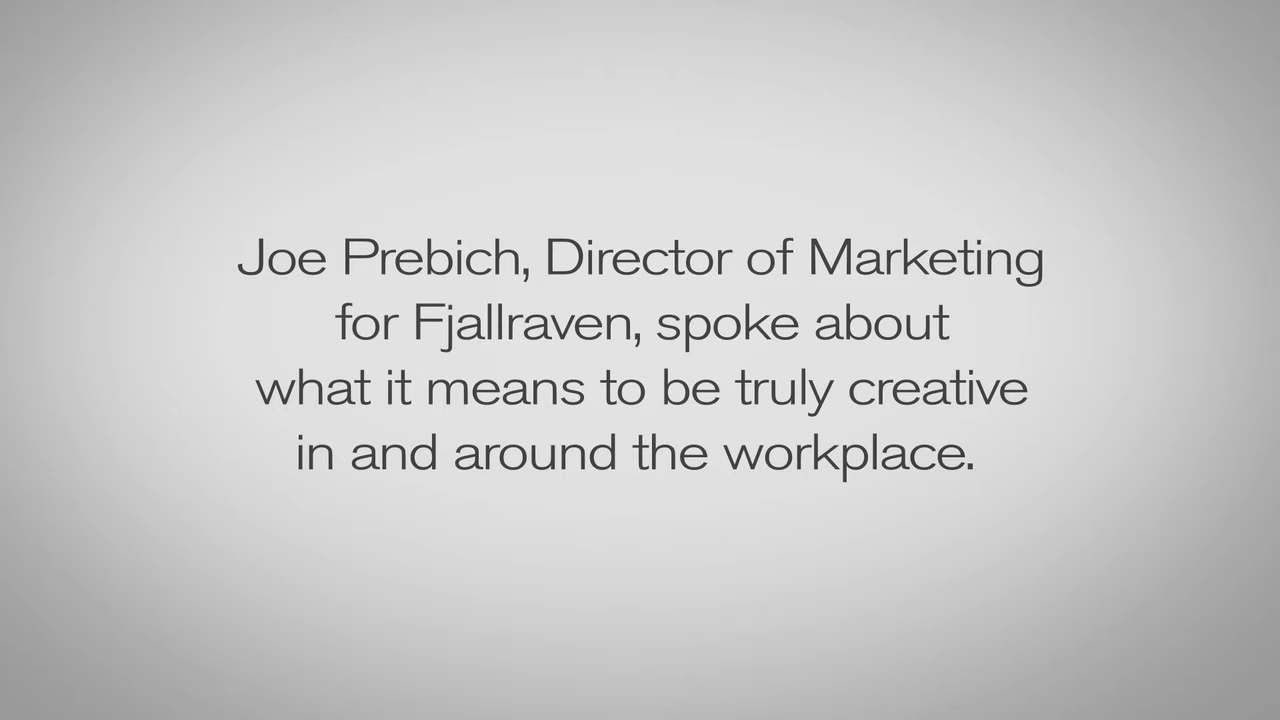 Joe Prebich, Director of Marketing
for Fjallraven, spoke about
what it means to be truly creative
in and around the workplace.